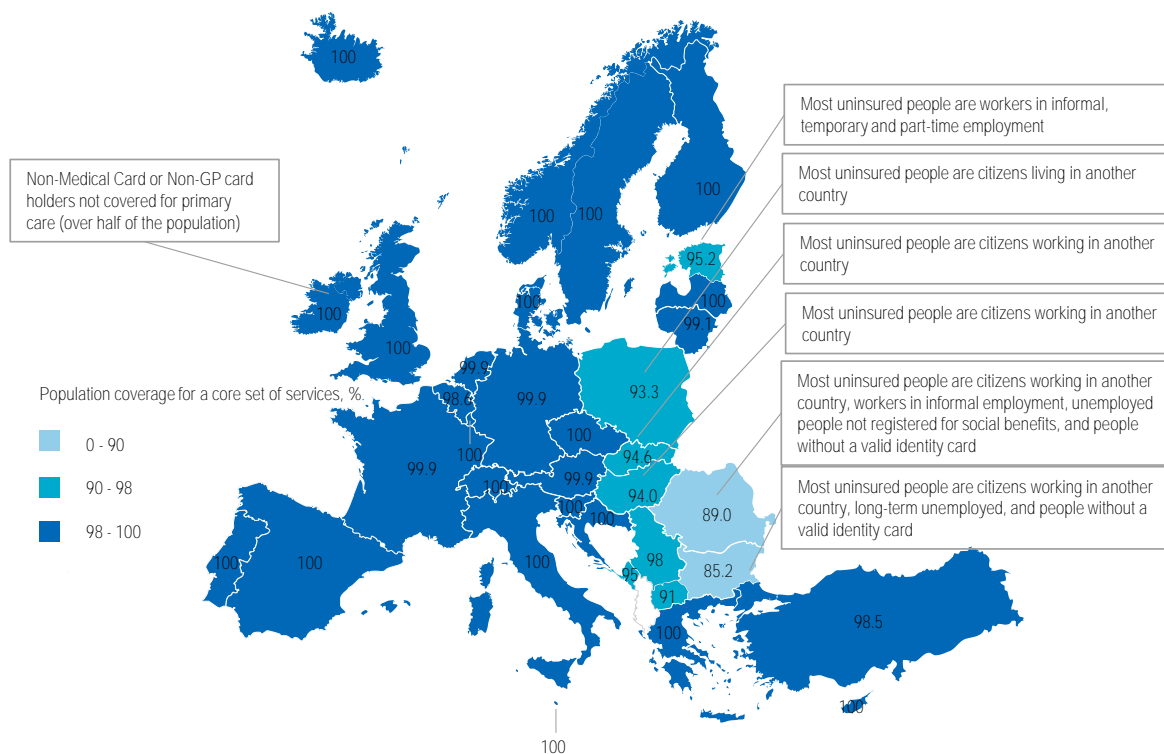 100
Most uninsured people are workers in informal,
temporary and part-time employment
Non-Medical Card or Non-GP card
holders not covered for primary
care (over half of the population)
Most uninsured people are citizens living in another
country
100
100
100
Most uninsured people are citizens working in another
country
95.2
100
100
99.1
100
100
Most uninsured people are citizens working in another
country
99.9
98.6
99.9
93.3
Population coverage for a core set of services, %.
0 - 90
90 - 98
98 - 100
Most uninsured people are citizens working in another
country, workers in informal employment, unemployed
people not registered for social benefits, and people
without a valid identity card
100
100
94.6
99.9
99.9
100
94.0
Most uninsured people are citizens working in another
country, long-term unemployed, and people without a
valid identity card
100
100
89.0
100
100
100
98
85.2
95
91
100
98.5
100
100